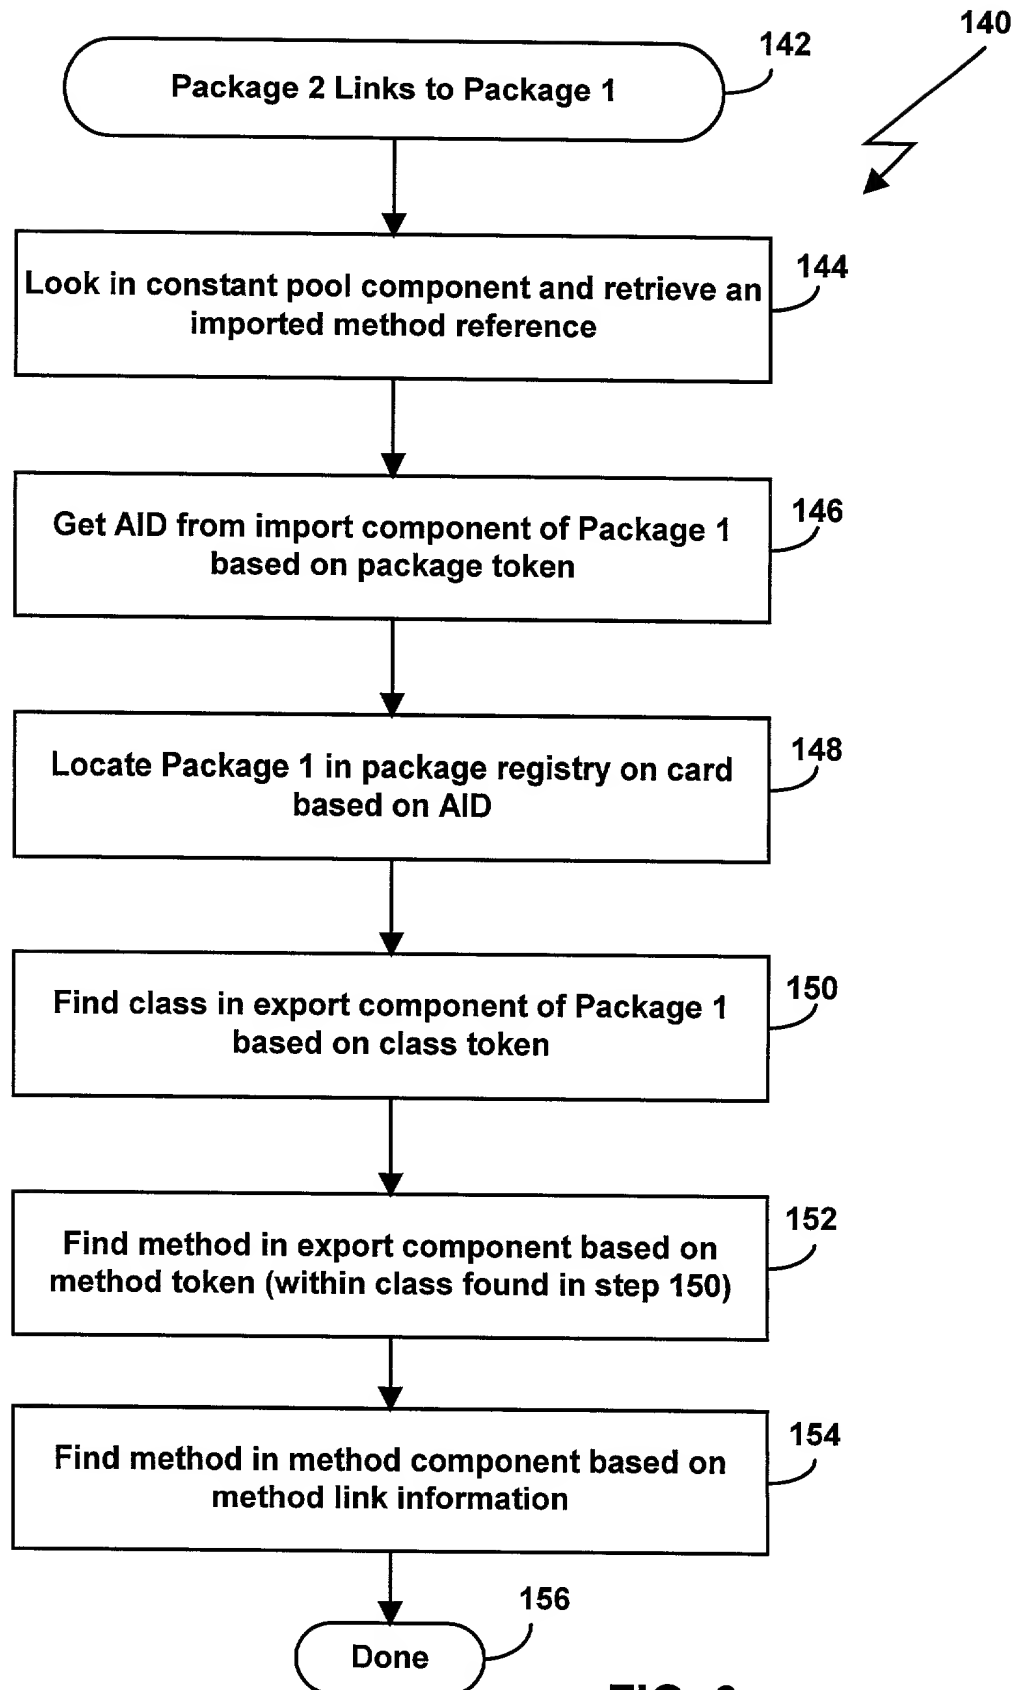 140
142
Package 2 Links to Package 1
144
Look in constant pool component and retrieve an
imported method reference
146
Get AID from import component of Package 1
based on package token
148
Locate Package 1 in package registry on card
based on AID
150
Find class in export component of Package 1
based on class token
152
Find method in export component based on
method token (within class found in step 150)
154
Find method in method component based on
method link information
156
Done